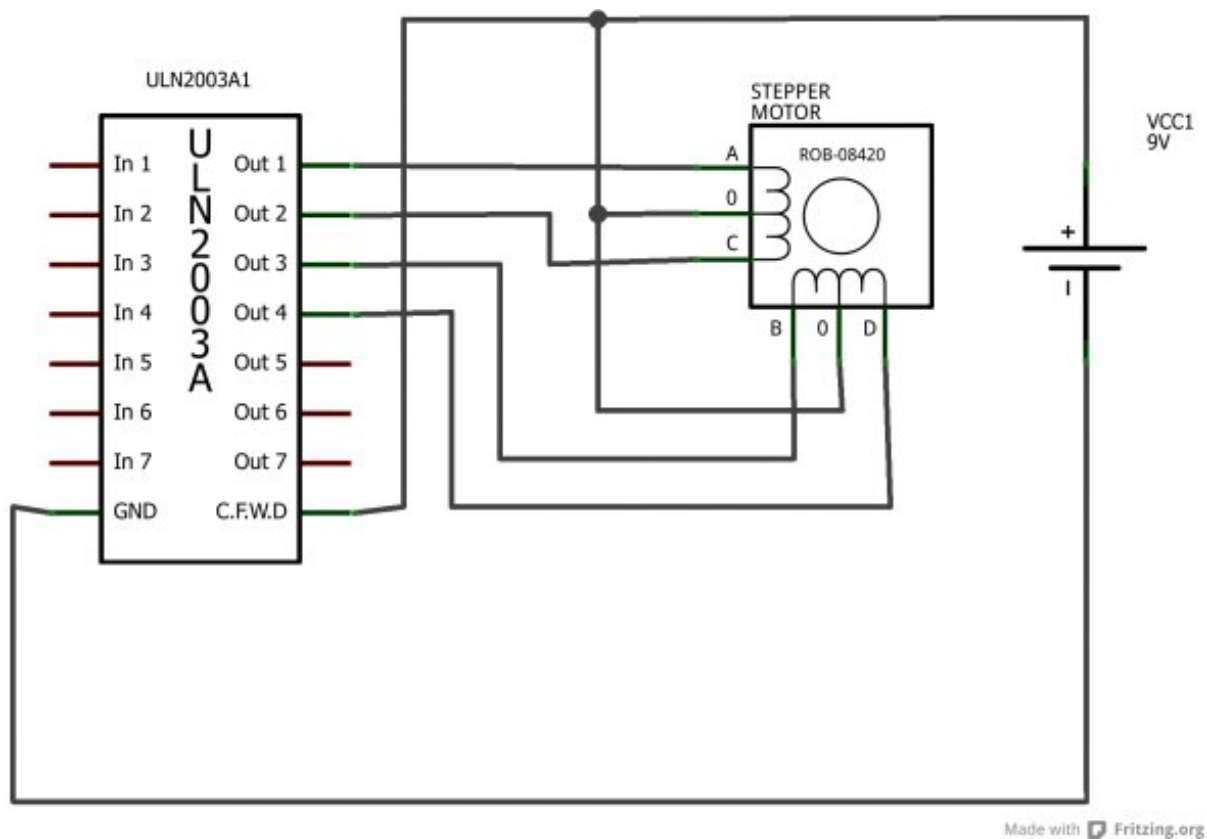 ULN2003A1
ULN2003A
In 1 Out 1
In 2 Out 2
In 3 Out 3
In 4 Out 4
In 5 Out 5
In 6 Out 6
In 7 Out 7
GND C.F.W.D
STEPPER
MOTOR
ROB-08420
A
0
C
B 0 D
VCC1
9V
+
I
Made with Fritzing.org